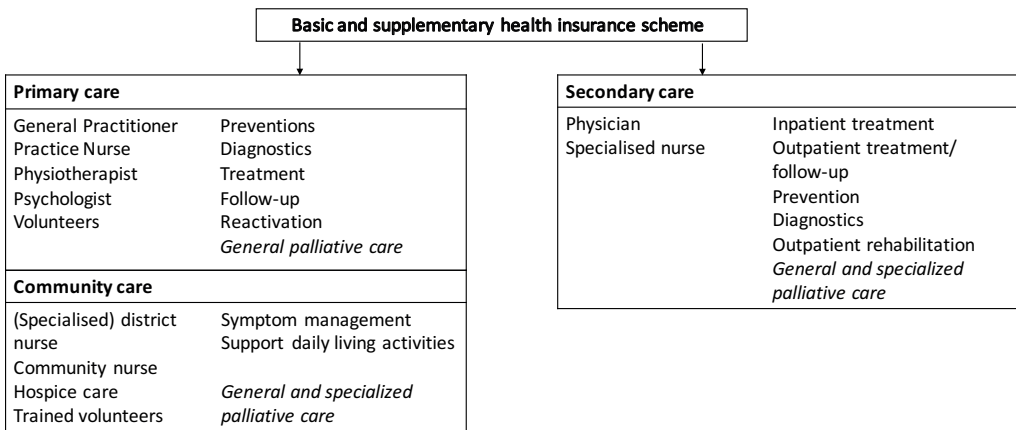 Basic and supplementary health insurance scheme
Primary care
General Practitioner Preventions
Practice Nurse Diagnostics
Physiotherapist Treatment
Psychologist Follow-up
Volunteers Reactivation
General palliative care
Community care
(Specialised) district Symptom management
nurse Support daily living activities
Community nurse
Hospice care General and specialized
Trained volunteers palliative care
Secondary care
Physician Inpatient treatment
Specialised nurse Outpatient treatment/
follow-up
Prevention
Diagnostics
Outpatient rehabilitation
General and specialized
palliative care